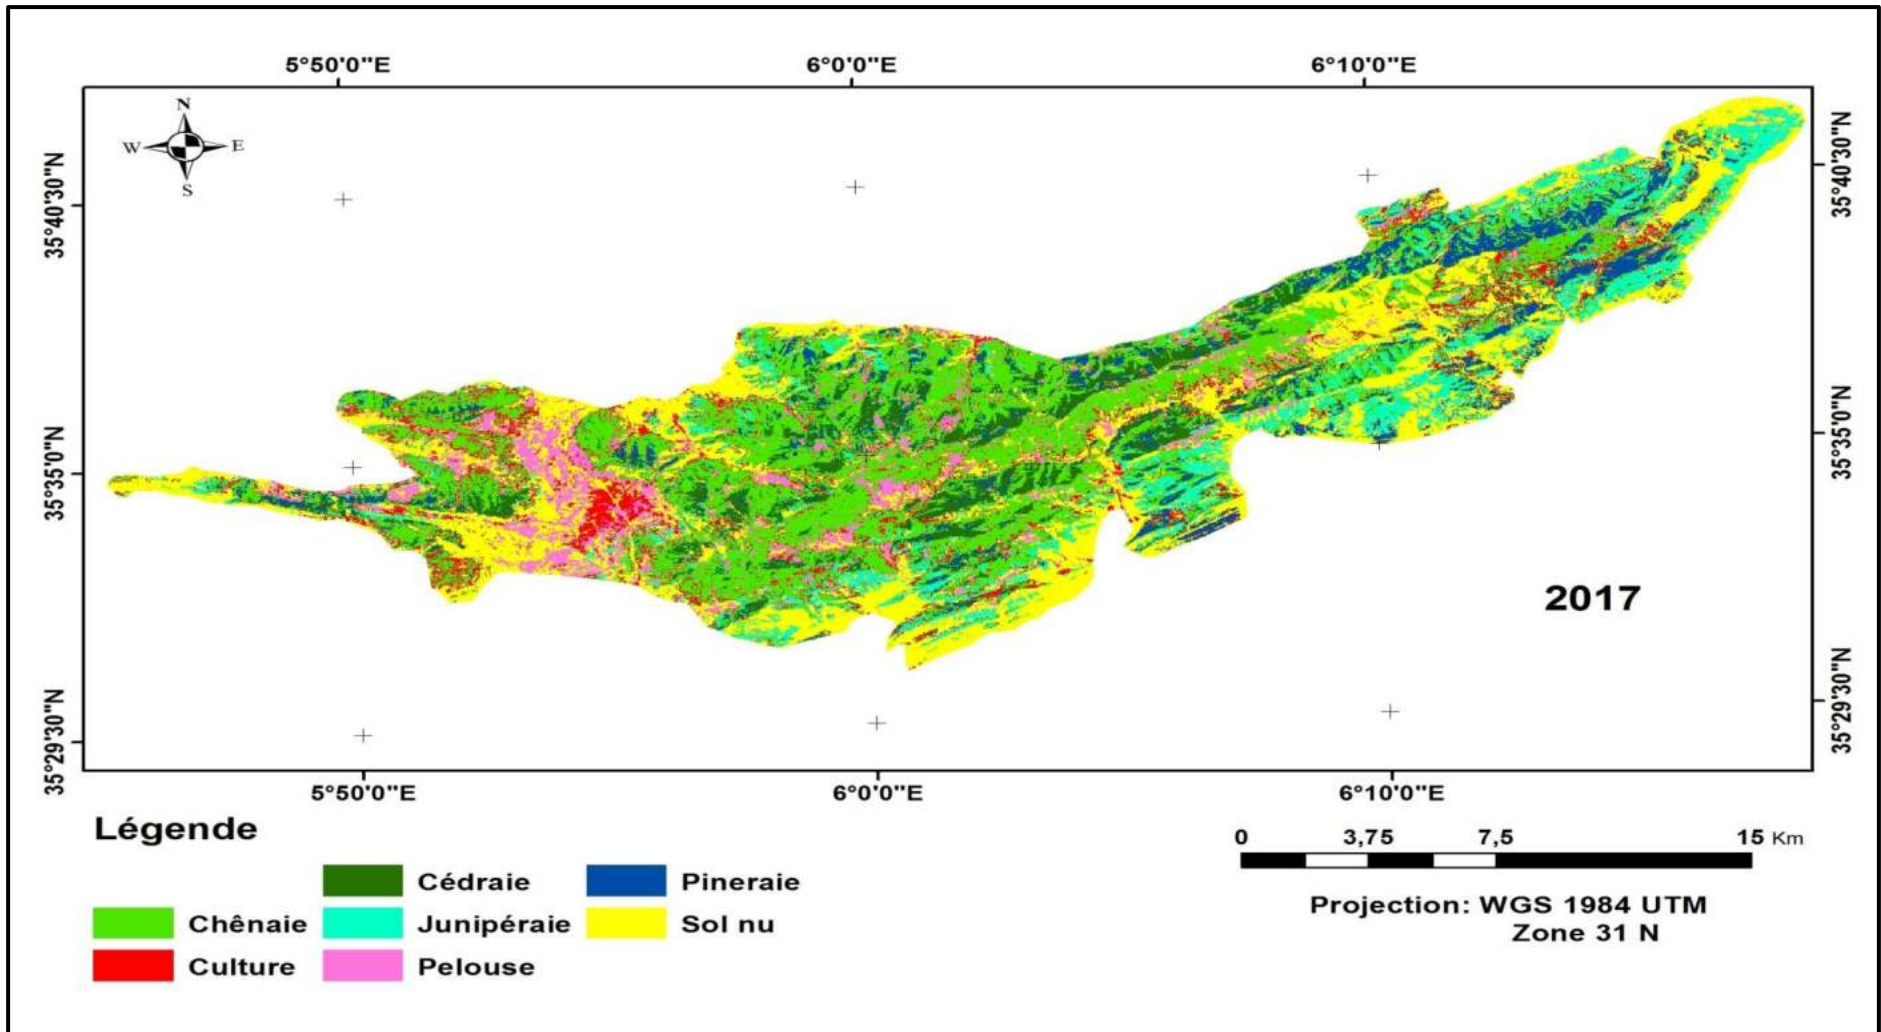 5°50'0"E 6°0'0"E 6°10'0"E
N
W E
S
35°40'30"N 35°40'30"N
35°35'0"N 35°35'0"N
2017
35°29'30"N 35°29'30"N
5°50'0"E 6°0'0"E 6°10'0"E
Légende
0 3,75 7,5 15 Km
Cédraie Pineraie
Chênaie Junipéraie Sol nu
Culture Pelouse
Projection: WGS 1984 UTM
Zone 31 N